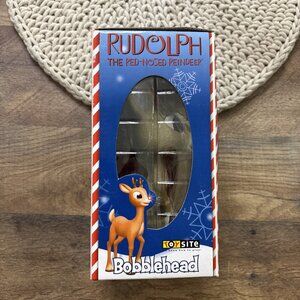 RUDOLPH
THE RED-NOSED REINDEER
TOYSITE
Bobblehead